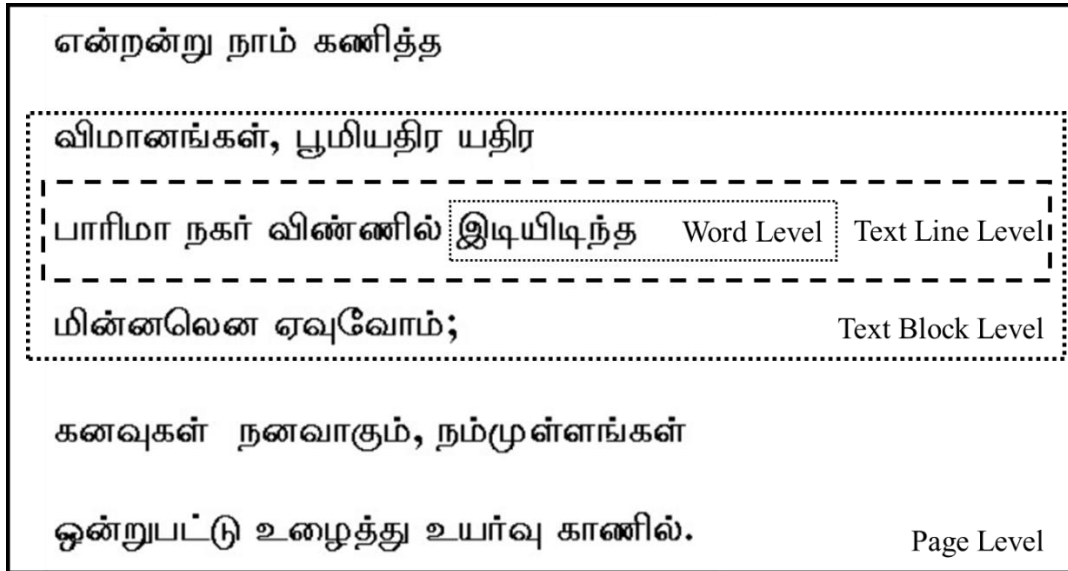 என்றன்று நாம் கணித்த
விமானங்கள், பூமியதிர யதிர
பாரிமா நகர் விண்ணில் இடியிடிந்த Word Level Text Line Level
மின்னலென ஏவுவோம்; Text Block Level
கனவுகள் நனவாகும், நம்முள்ளங்கள்
ஒன்றுபட்டு உழைத்து உயர்வு காணில். Page Level